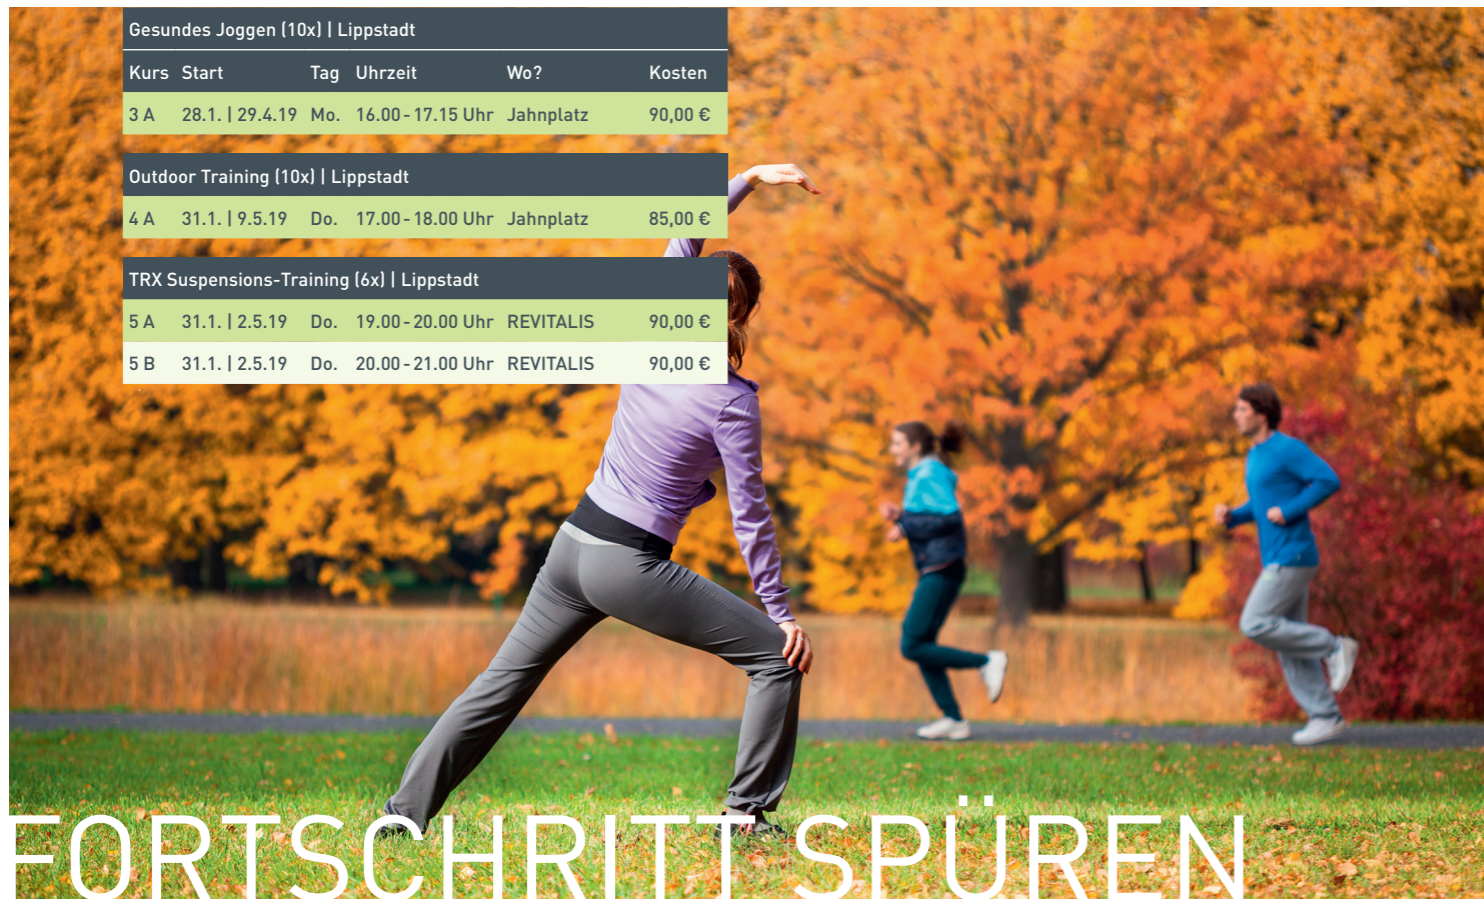 Gesundes Joggen (10x) | Lippstadt
Kurs Start Tag Uhrzeit Wo? Kosten
3 A 28.1. | 29.4.19 Mo. 16.00 - 17.15 Uhr Jahnplatz 90,00 €
Outdoor Training (10x) | Lippstadt
4 A 31.1. | 9.5.19 Do. 17.00 - 18.00 Uhr Jahnplatz 85,00 €
TRX Suspensions-Training (6x) | Lippstadt
5 A 31.1. | 2.5.19 Do. 19.00 - 20.00 Uhr REVITALIS 90,00 €
5 B 31.1. | 2.5.19 Do. 20.00 - 21.00 Uhr REVITALIS 90,00 €
FORTSCHRITT SPÜREN